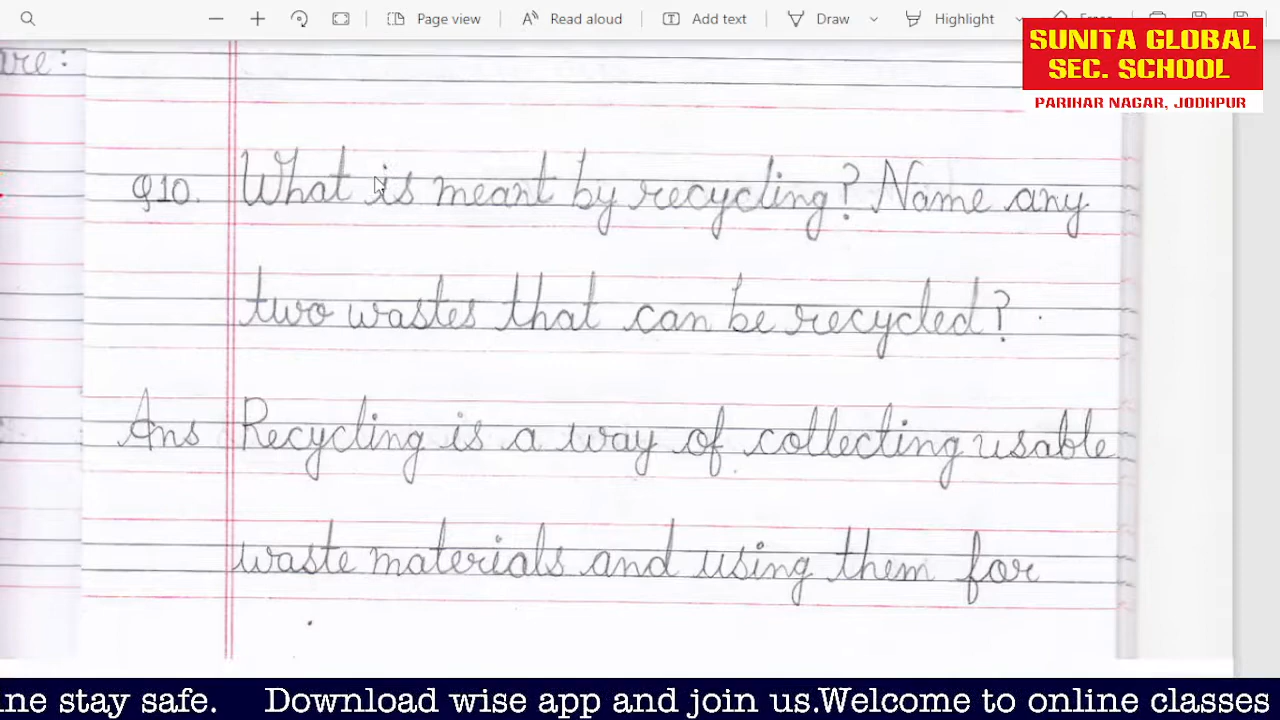 Page view
Read aloud
Add text
Draw
Highlight
SUNITA GLOBAL
SEC. SCHOOL
PARIHAR NAGAR, JODHPUR
Q10. What is meant by recycling? Name any
two wastes that can be recycled?
Ans Recycling is a way of collecting usable
waste materials and using them for
ne stay safe. Download wise app and join us.Welcome to online classes